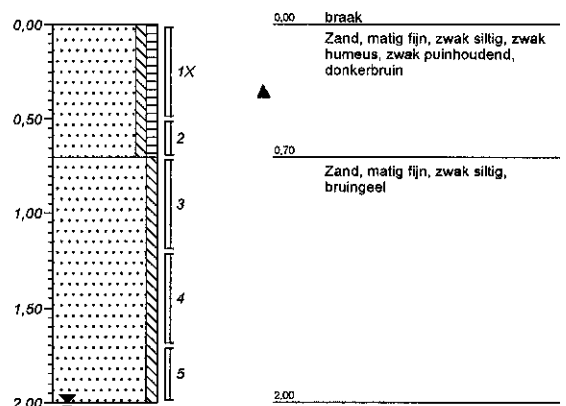 0,00
0,50
1,00
1,50
2,00
1X
2
3
4
5
0,00 braak
Zand, matig fijn, zwak siltig, zwak
humeus, zwak puinhoudend,
donkerbruin
0,70
Zand, matig fijn, zwak siltig,
bruingeel
2,00